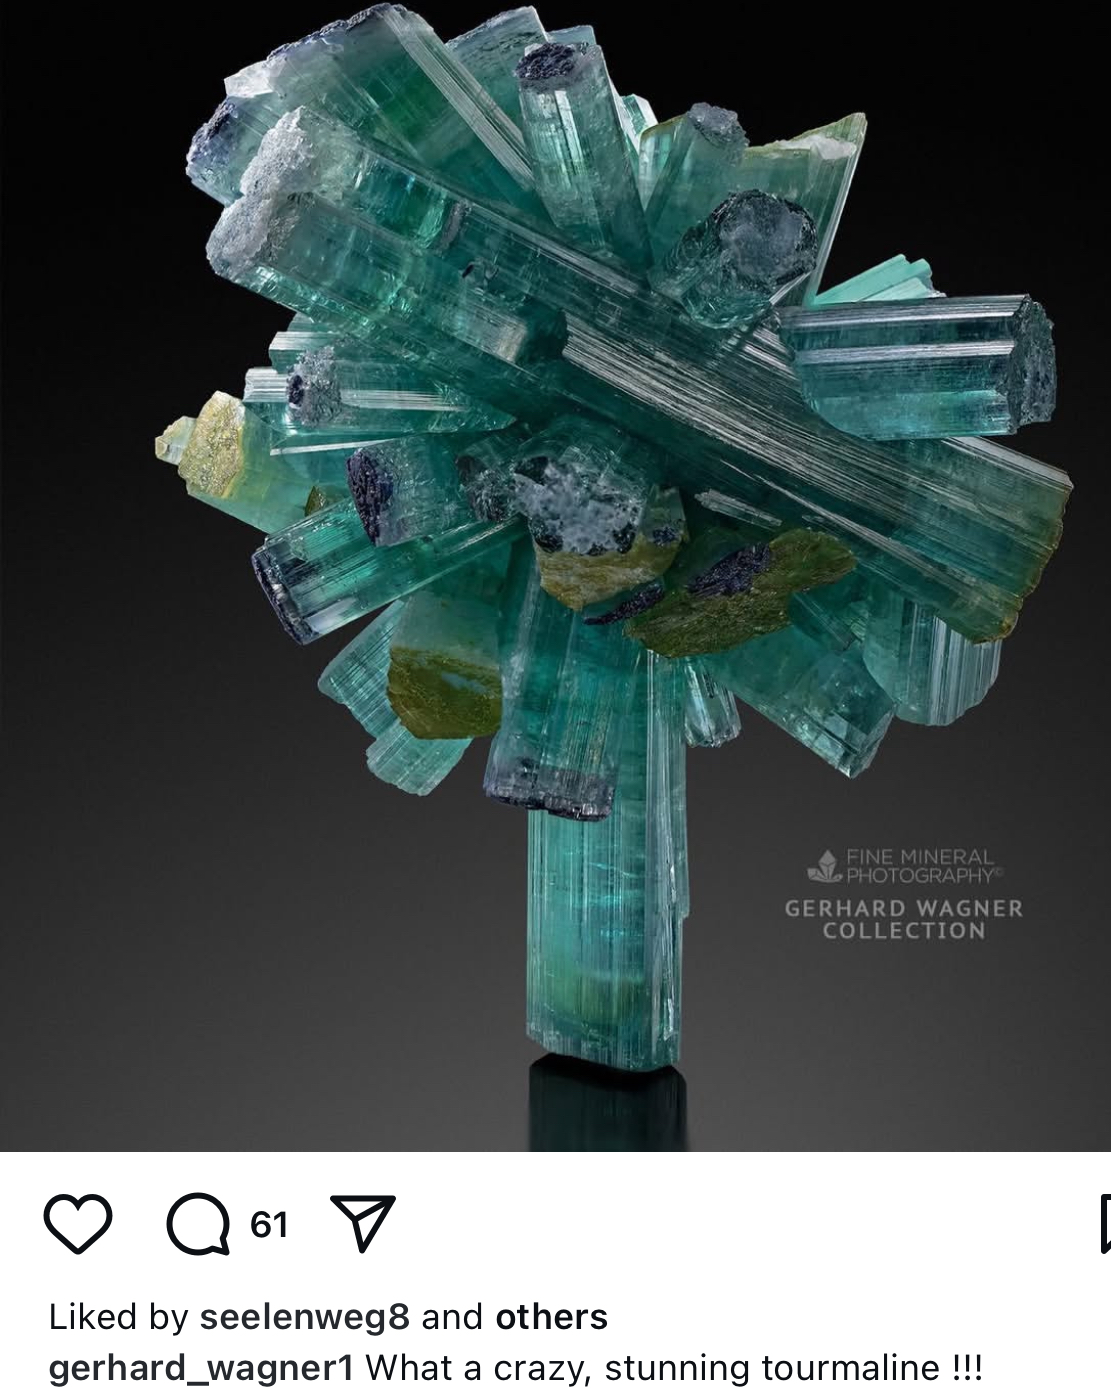 FINE MINERAL
PHOTOGRAPHY©
GERHARD WAGNER
COLLECTION
61
Liked by seelenweg8 and others
gerhard_wagner1 What a crazy, stunning tourmaline !!!